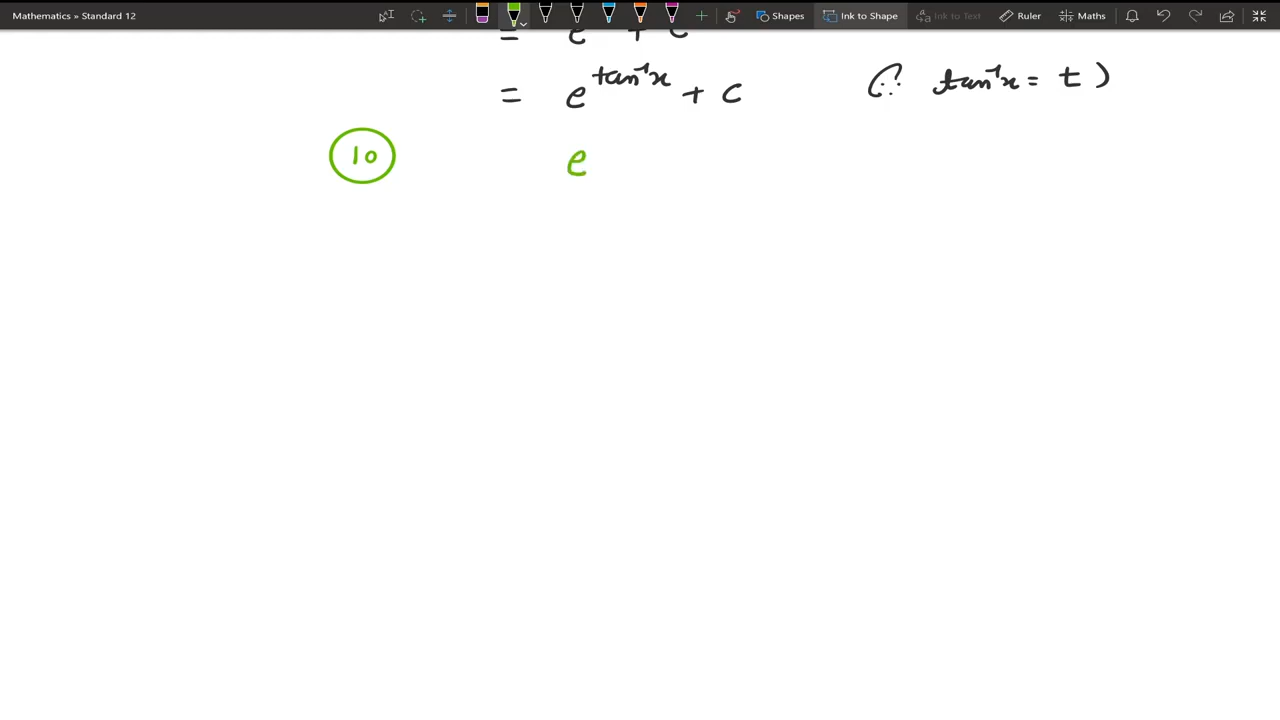 Mathematics » Standard 12
Shapes Ink to Shape Ink to Text Ruler Maths
= e + c
= e^tan⁻¹x + c (∵ tan⁻¹x = t)
10 e